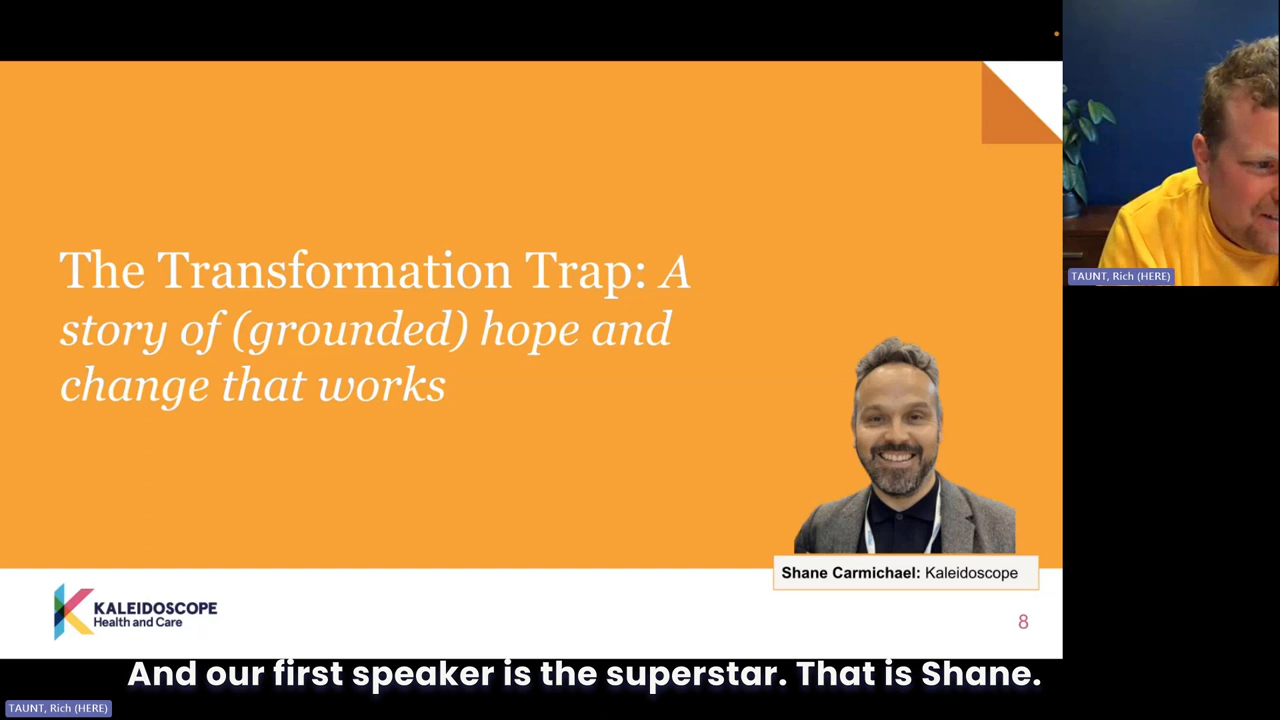 The Transformation Trap: A
story of (grounded) hope and
change that works
TAUNT, Rich (HERE)
Shane Carmichael: Kaleidoscope
KALEIDOSCOPE
Health and Care
8
And our first speaker is the superstar. That is Shane.
TAUNT, Rich (HERE)